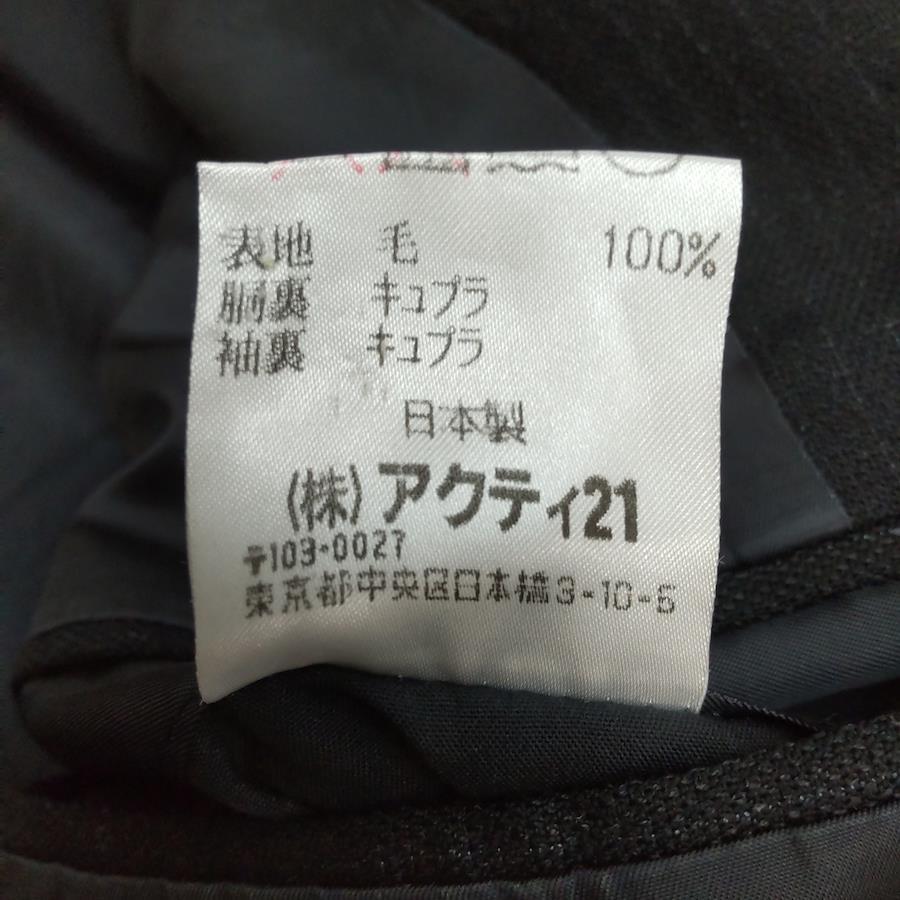 表地 毛 100%
胴裏 キュプラ
袖裏 キュプラ
日本製
(株)アクティ21
〒103-0027
東京都中央区日本橋3-10-5